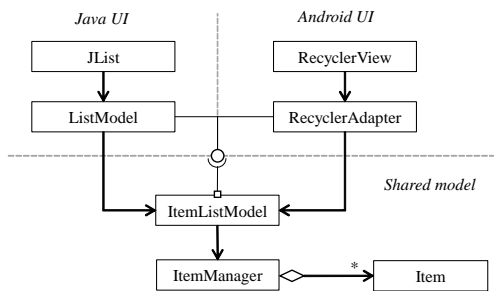 Java UI
Android UI
JList
RecyclerView
ListModel
RecyclerAdapter
Shared model
ItemListModel
ItemManager
*
Item